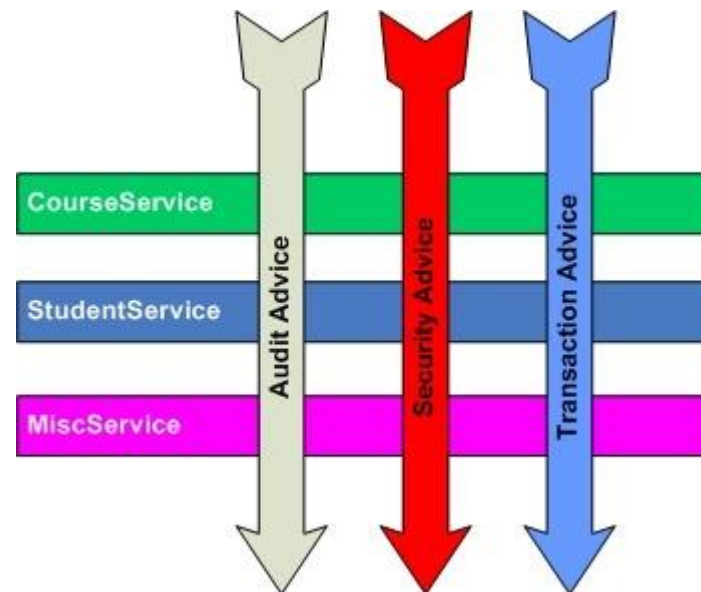 CourseService
StudentService
MiscService
Audit Advice
Security Advice
Transaction Advice